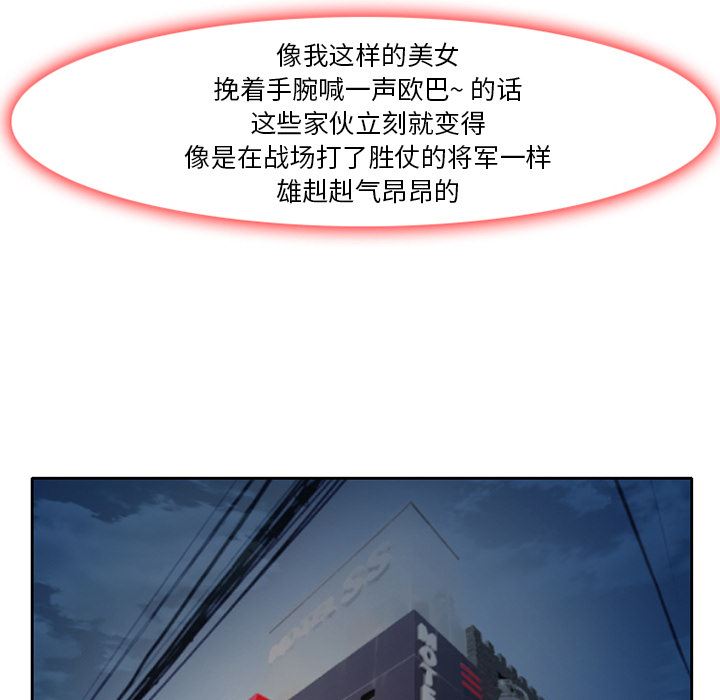 像我这样的美女
挽着手腕喊一声欧巴~ 的话
这些家伙立刻就变得
像是在战场打了胜仗的将军一样
雄赳赳气昂昂的
MOTE